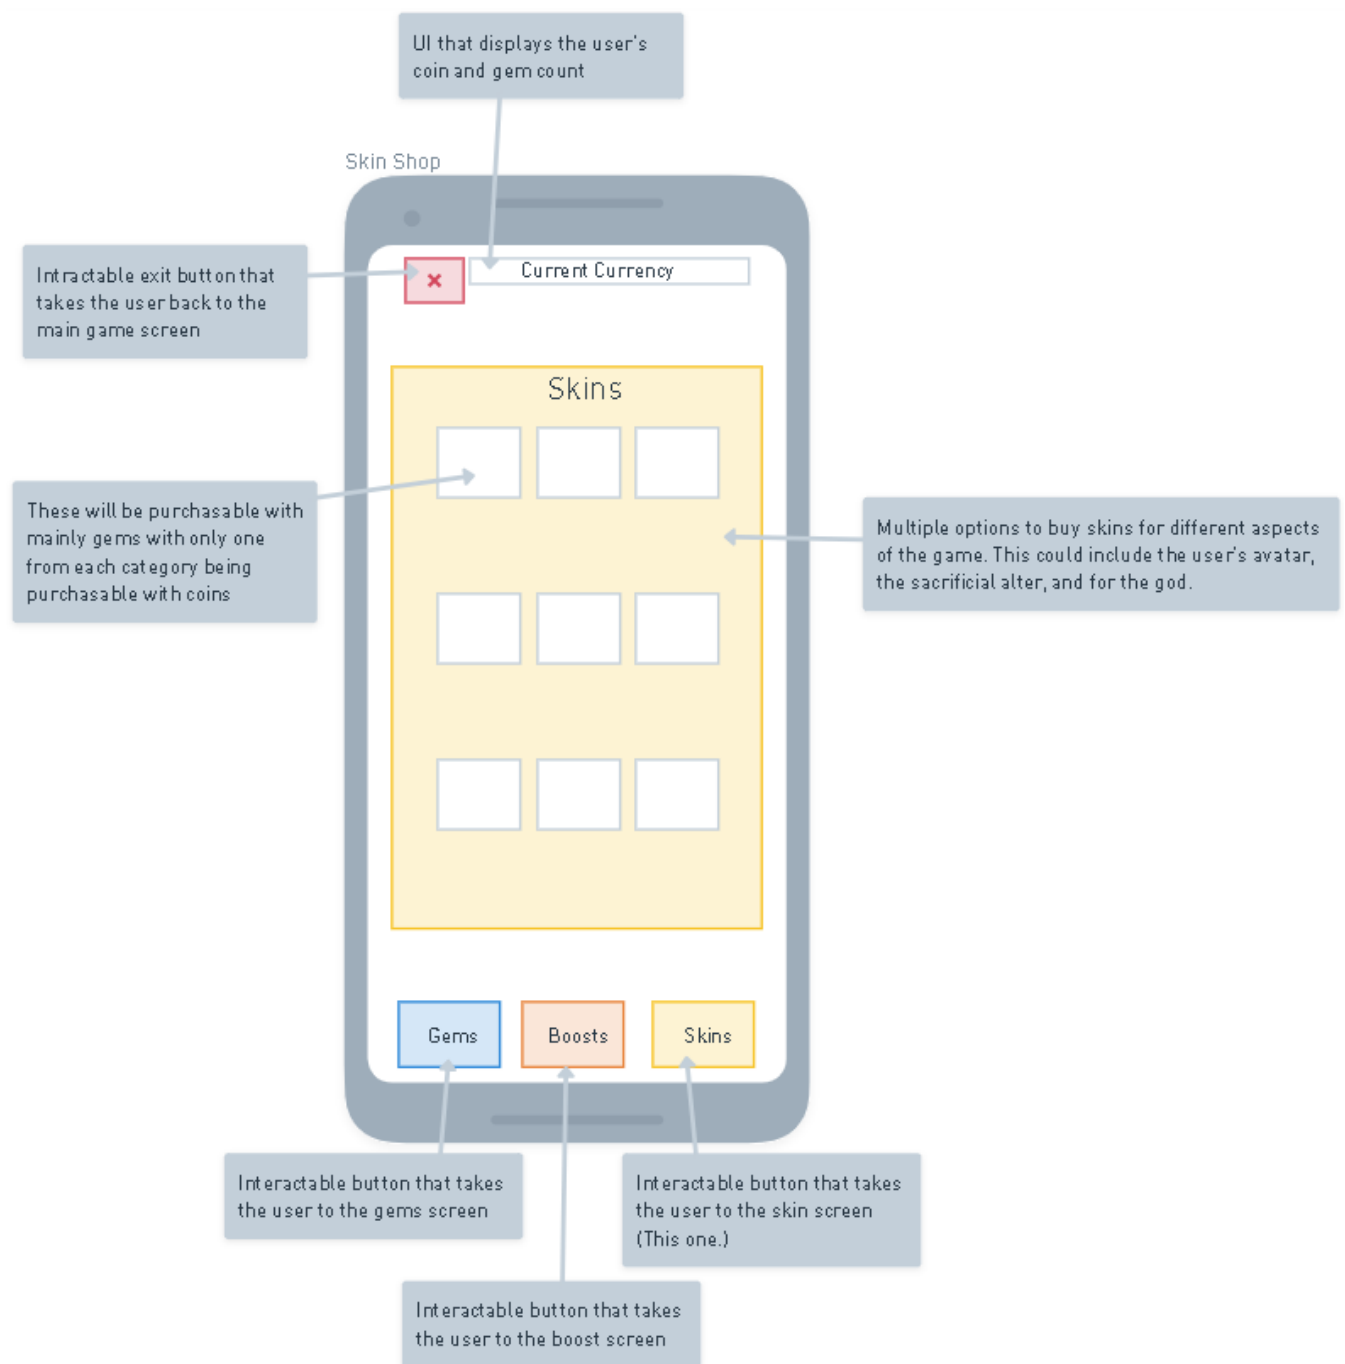 UI that displays the user's
coin and gem count
Skin Shop
Intractable exit button that
takes the user back to the
main game screen
Current Currency
Skins
These will be purchasable with
mainly gems with only one
from each category being
purchasable with coins
Multiple options to buy skins for different aspects
of the game. This could include the user's avatar,
the sacrificial alter, and for the god.
Gems
Boosts
Skins
Interactable button that takes
the user to the gems screen
Interactable button that takes
the user to the skin screen
(This one.)
Interactable button that takes
the user to the boost screen